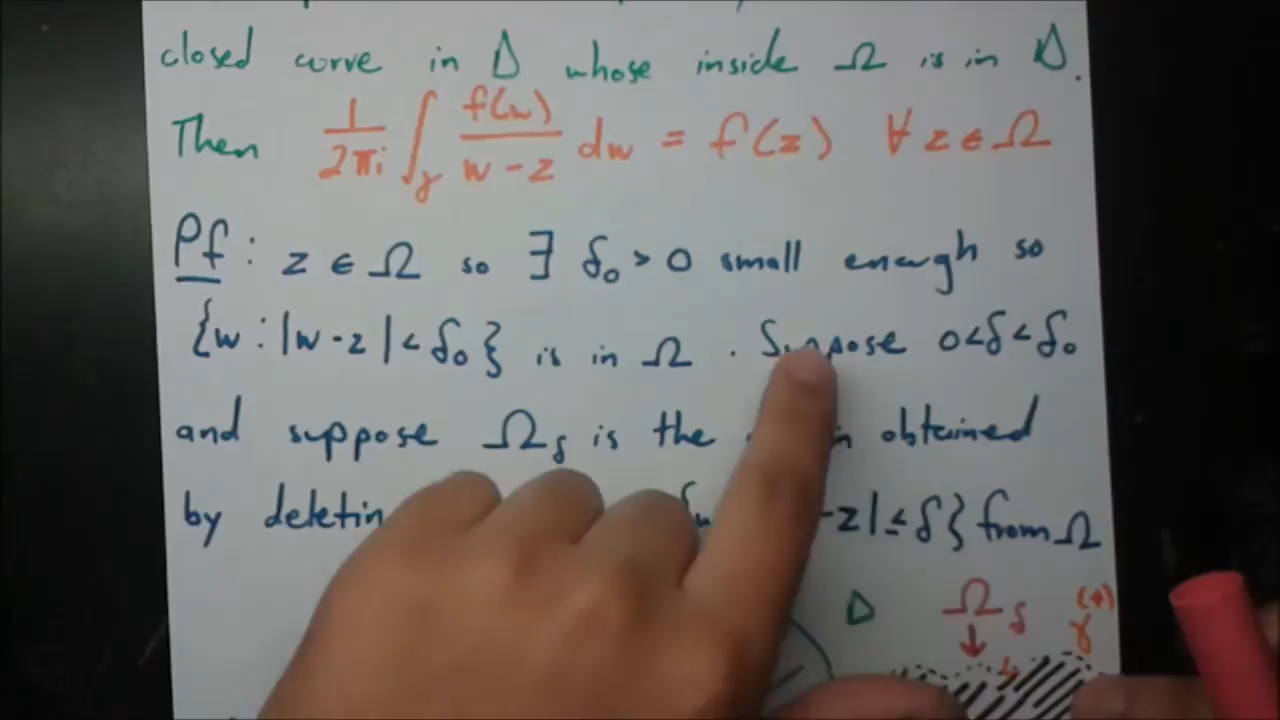 closed curve in D whose inside Ω is in D.
Then 1/2πi ∫_γ f(w)/w-z dw = f(z) ∀ z ∈ Ω
Pf: z ∈ Ω so ∃ δ₀ > 0 small enough so
{w : |w-z| < δ₀} is in Ω. Suppose 0<δ<δ₀
and suppose Ω_δ is the obtained
by -z| ≤ δ} from Ω
D Ω_δ (+)
↓ γ